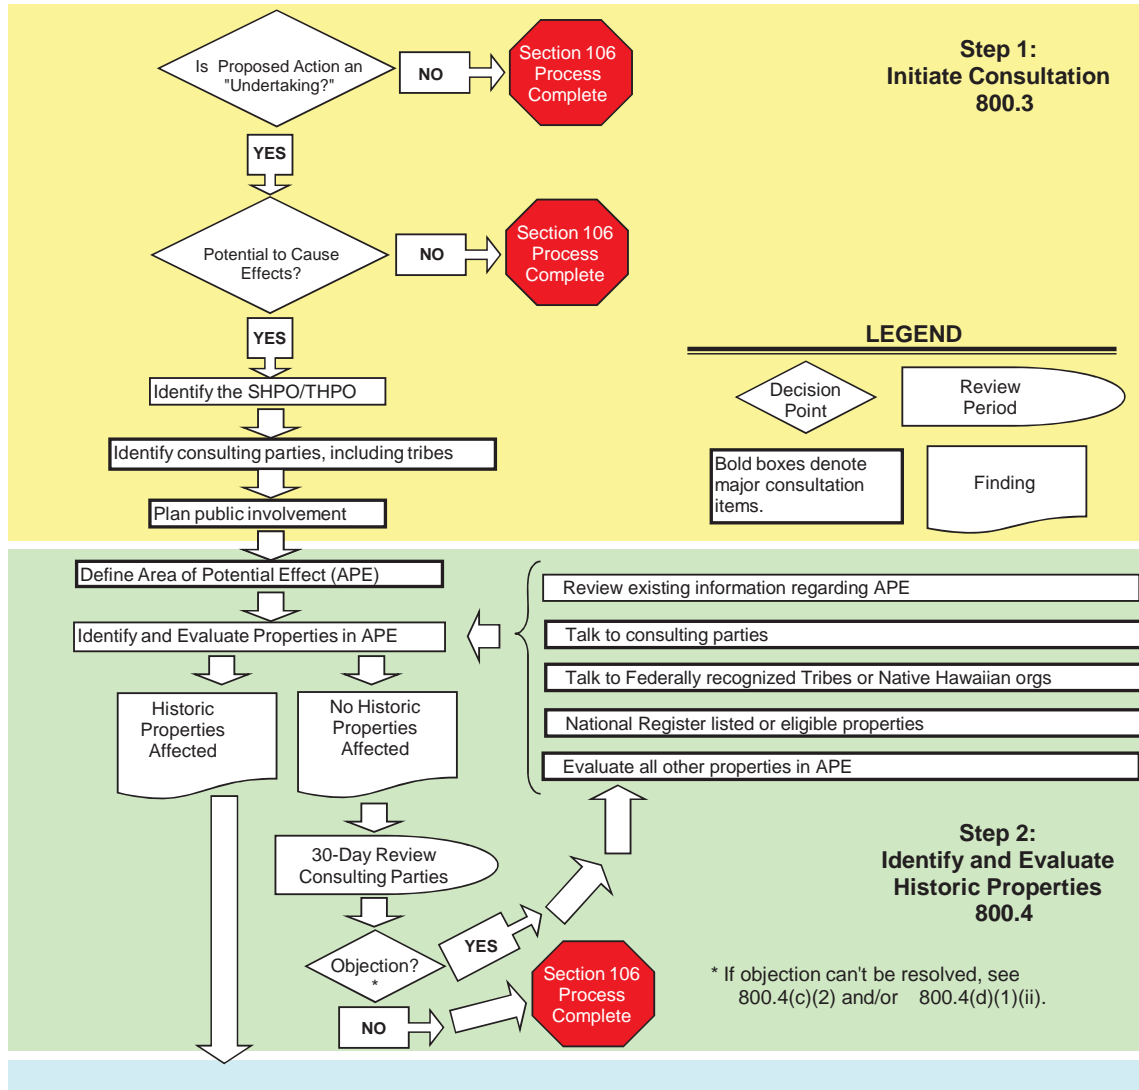 Is Proposed Action an
"Undertaking?"
NO
Section 106
Process
Complete
Step 1:
Initiate Consultation
800.3
YES
Potential to Cause
Effects?
NO
Section 106
Process
Complete
YES
LEGEND
Decision
Point
Review
Period
Bold boxes denote
major consultation
items.
Finding
Identify the SHPO/THPO
Identify consulting parties, including tribes
Plan public involvement
Define Area of Potential Effect (APE)
Identify and Evaluate Properties in APE
Review existing information regarding APE
Talk to consulting parties
Talk to Federally recognized Tribes or Native Hawaiian orgs
National Register listed or eligible properties
Evaluate all other properties in APE
Historic
Properties
Affected
No Historic
Properties
Affected
30-Day Review
Consulting Parties
Step 2:
Identify and Evaluate
Historic Properties
800.4
Objection?
*
YES
NO
Section 106
Process
Complete
* If objection can't be resolved, see
800.4(c)(2) and/or 800.4(d)(1)(ii).